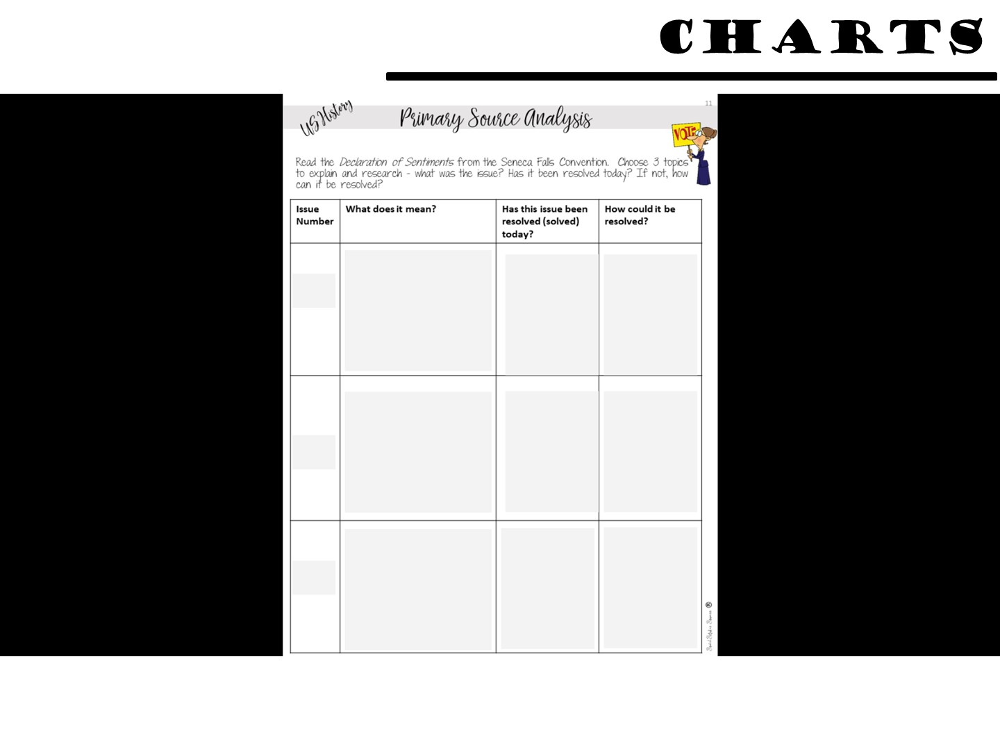 CHARTS
11
US History
Primary Source Analysis
VOTE
Read the Declaration of Sentiments from the Seneca Falls Convention. Choose 3 topics
to explain and research - what was the issue? Has it been resolved today? If not, how
can it be resolved?
Issue
Number
What does it mean?
Has this issue been
resolved (solved)
today?
How could it be
resolved?